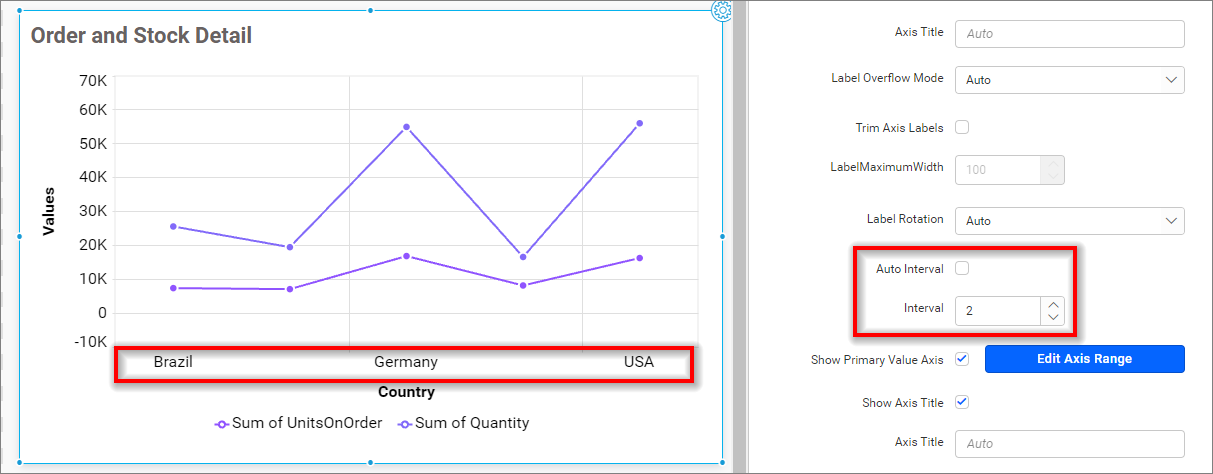 Order and Stock Detail
70K
60K
50K
40K
30K
20K
10K
0
-10K
Values
Brazil Germany USA
Country
Sum of UnitsOnOrder Sum of Quantity
Axis Title Auto
Label Overflow Mode Auto
Trim Axis Labels
LabelMaximumWidth 100
Label Rotation Auto
Auto Interval
Interval 2
Show Primary Value Axis Edit Axis Range
Show Axis Title
Axis Title Auto